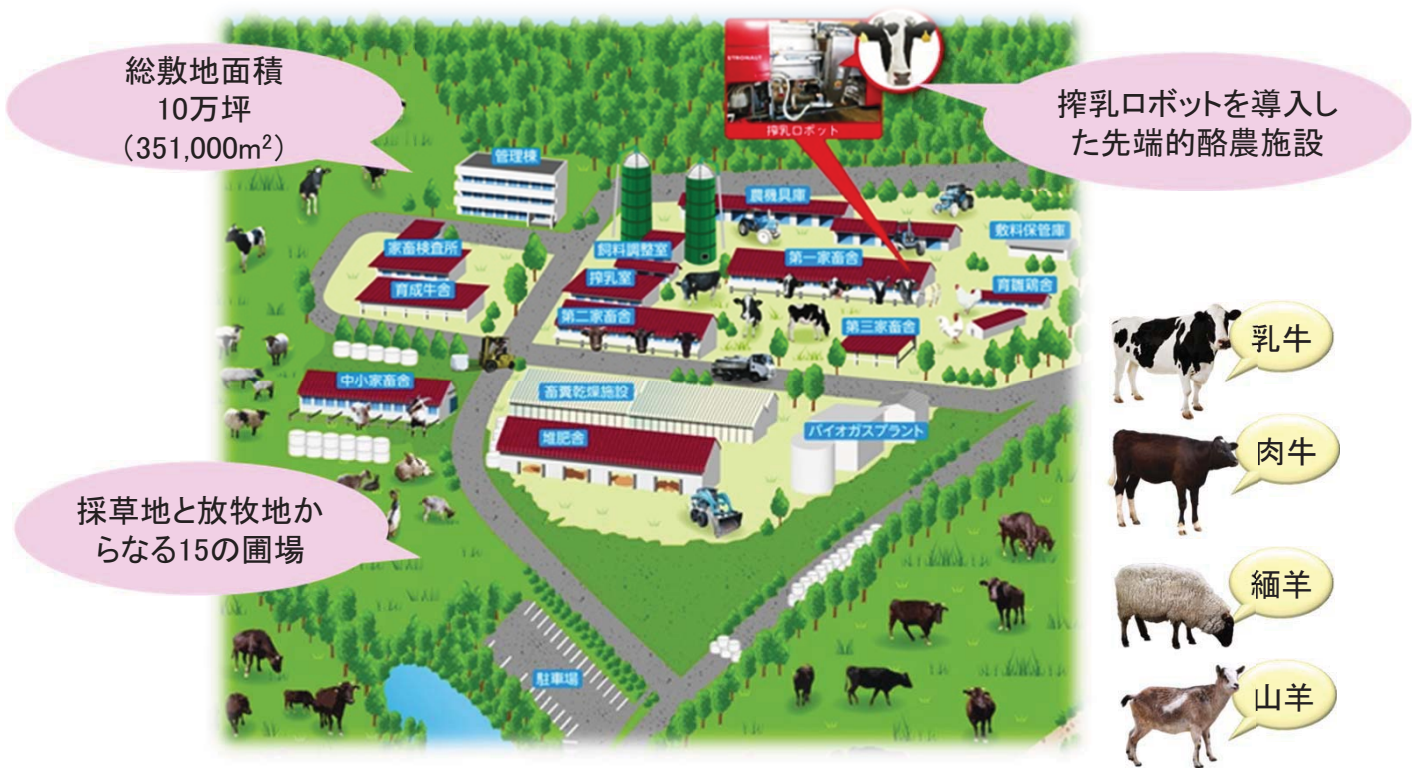 総敷地面積
10万坪
（351,000m²）
STRONAUT
搾乳ロボット
搾乳ロボットを導入し
た先端的酪農施設
管理棟
農機具庫
家畜検査所
飼料調整室
敷料保管庫
第一家畜舎
育成牛舎
搾乳室
育雛鶏舎
第二家畜舎
第三家畜舎
中小家畜舎
畜糞乾燥施設
堆肥舎
バイオガスプラント
採草地と放牧地か
らなる15の圃場
駐車場
乳牛
肉牛
緬羊
山羊